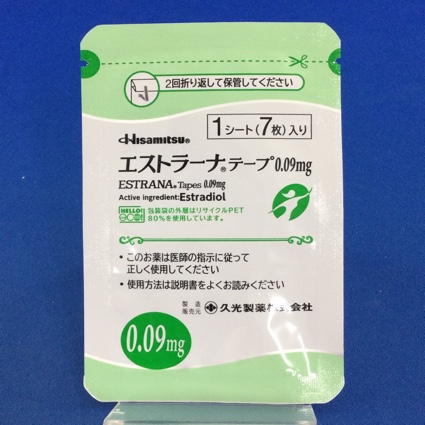 2回折り返して保管してください
Hisamitsu®
1シート(7枚)入り
エストラーナ®テープ0.09mg
ESTRANA® Tapes 0.09mg
Active ingredient:Estradiol
HELLO eco!
包装袋の外層はリサイクルPET
80%を使用しています。
・このお薬は医師の指示に従って
正しく使用してください
・使用方法は説明書をよくお読みください
製造
販売元
久光製薬株式会社
0.09mg